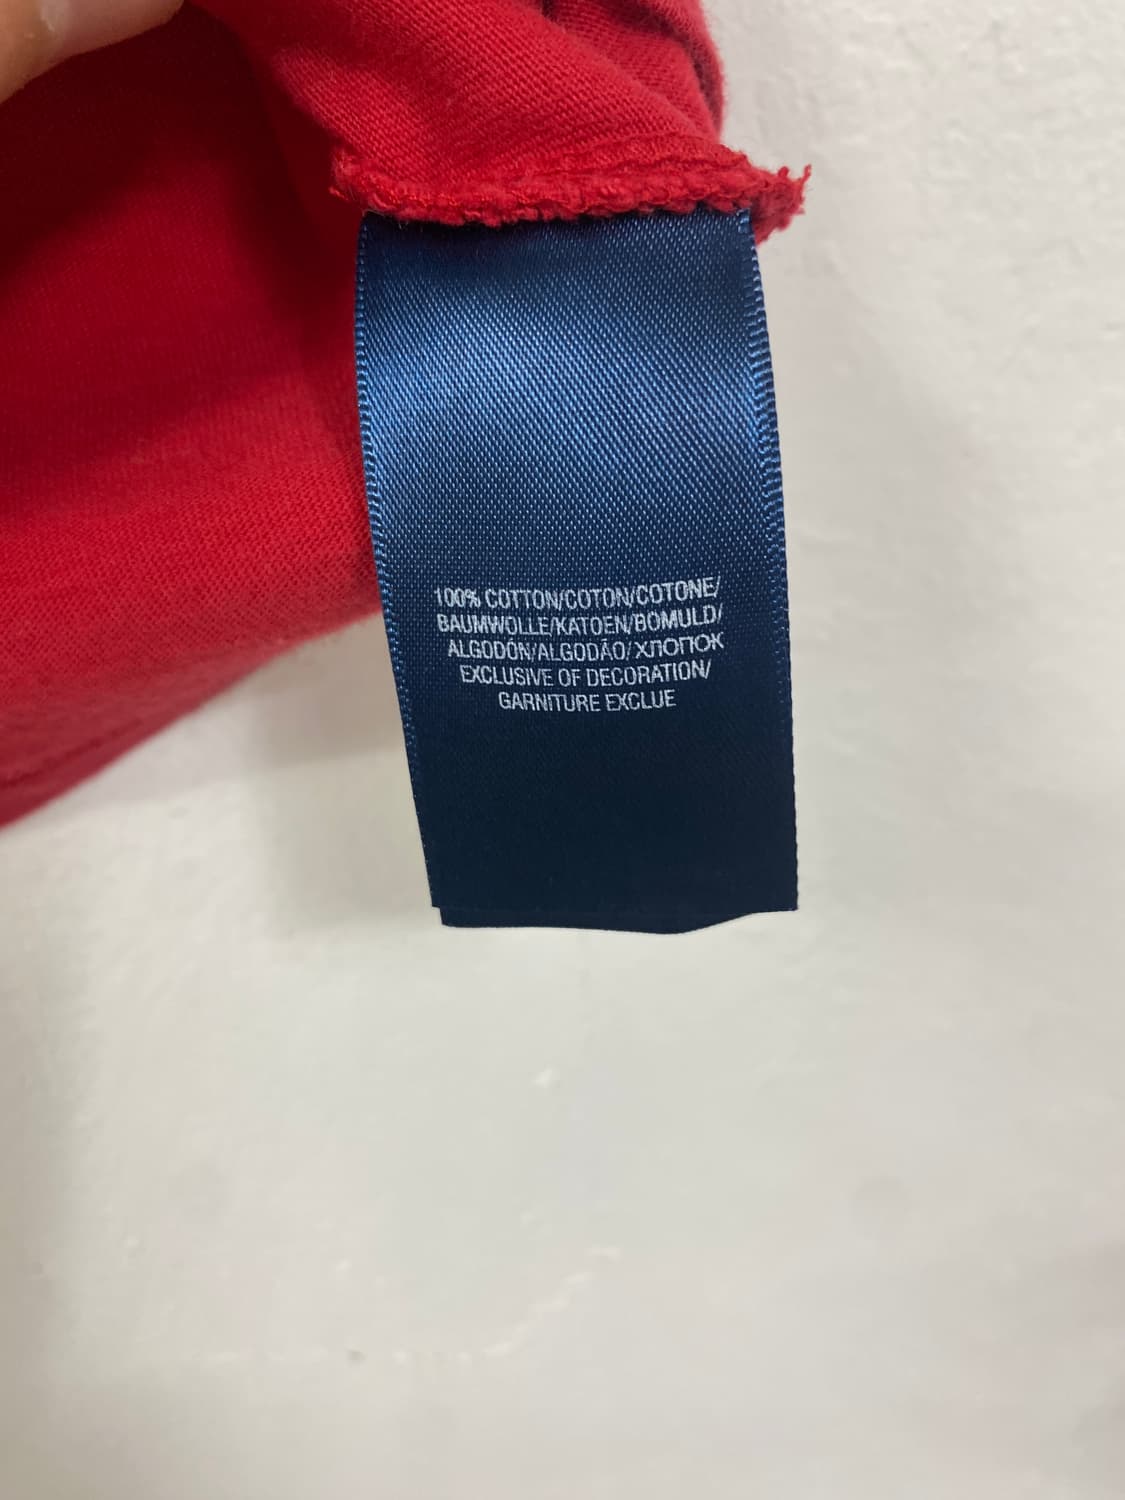 100% COTTON/COTON/COTONE/
BAUMWOLLE/KATOEN/BOMULD/
ALGODÓN/ALGODÃO/ХЛОПОК
EXCLUSIVE OF DECORATION/
GARNITURE EXCLUE